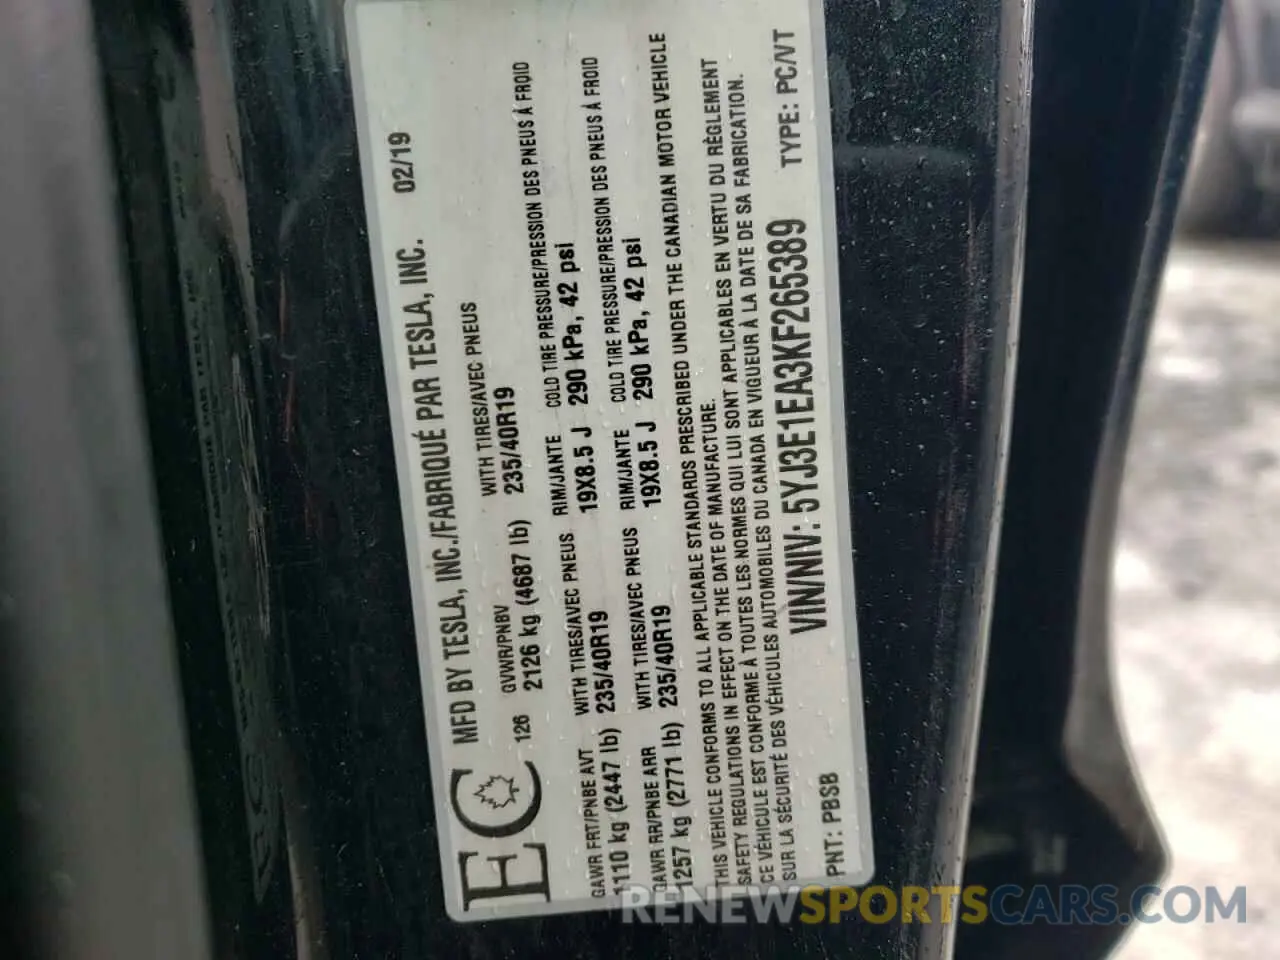 MFD BY TESLA, INC./FABRIQUÉ PAR TESLA, INC. 02/19
EC
126 GVWR/PNBV WITH TIRES/AVEC PNEUS
2126 kg (4687 lb) 235/40R19
GAWR FRT/PNBE AVT WITH TIRES/AVEC PNEUS RIM/JANTE COLD TIRE PRESSURE/PRESSION DES PNEUS À FROID
1110 kg (2447 lb) 235/40R19 19X8.5 J 290 kPa, 42 psi
GAWR RR/PNBE ARR WITH TIRES/AVEC PNEUS RIM/JANTE COLD TIRE PRESSURE/PRESSION DES PNEUS À FROID
1257 kg (2771 lb) 235/40R19 19X8.5 J 290 kPa, 42 psi
THIS VEHICLE CONFORMS TO ALL APPLICABLE STANDARDS PRESCRIBED UNDER THE CANADIAN MOTOR VEHICLE
SAFETY REGULATIONS IN EFFECT ON THE DATE OF MANUFACTURE.
CE VÉHICULE EST CONFORME À TOUTES LES NORMES QUI LUI SONT APPLICABLES EN VERTU DU RÈGLEMENT
SUR LA SÉCURITÉ DES VÉHICULES AUTOMOBILES DU CANADA EN VIGUEUR À LA DATE DE SA FABRICATION.
VIN/NIV: 5YJ3E1EA3KF265389 TYPE: PC/VT
PNT: PBSB
RENEWSPORTSCARS.COM